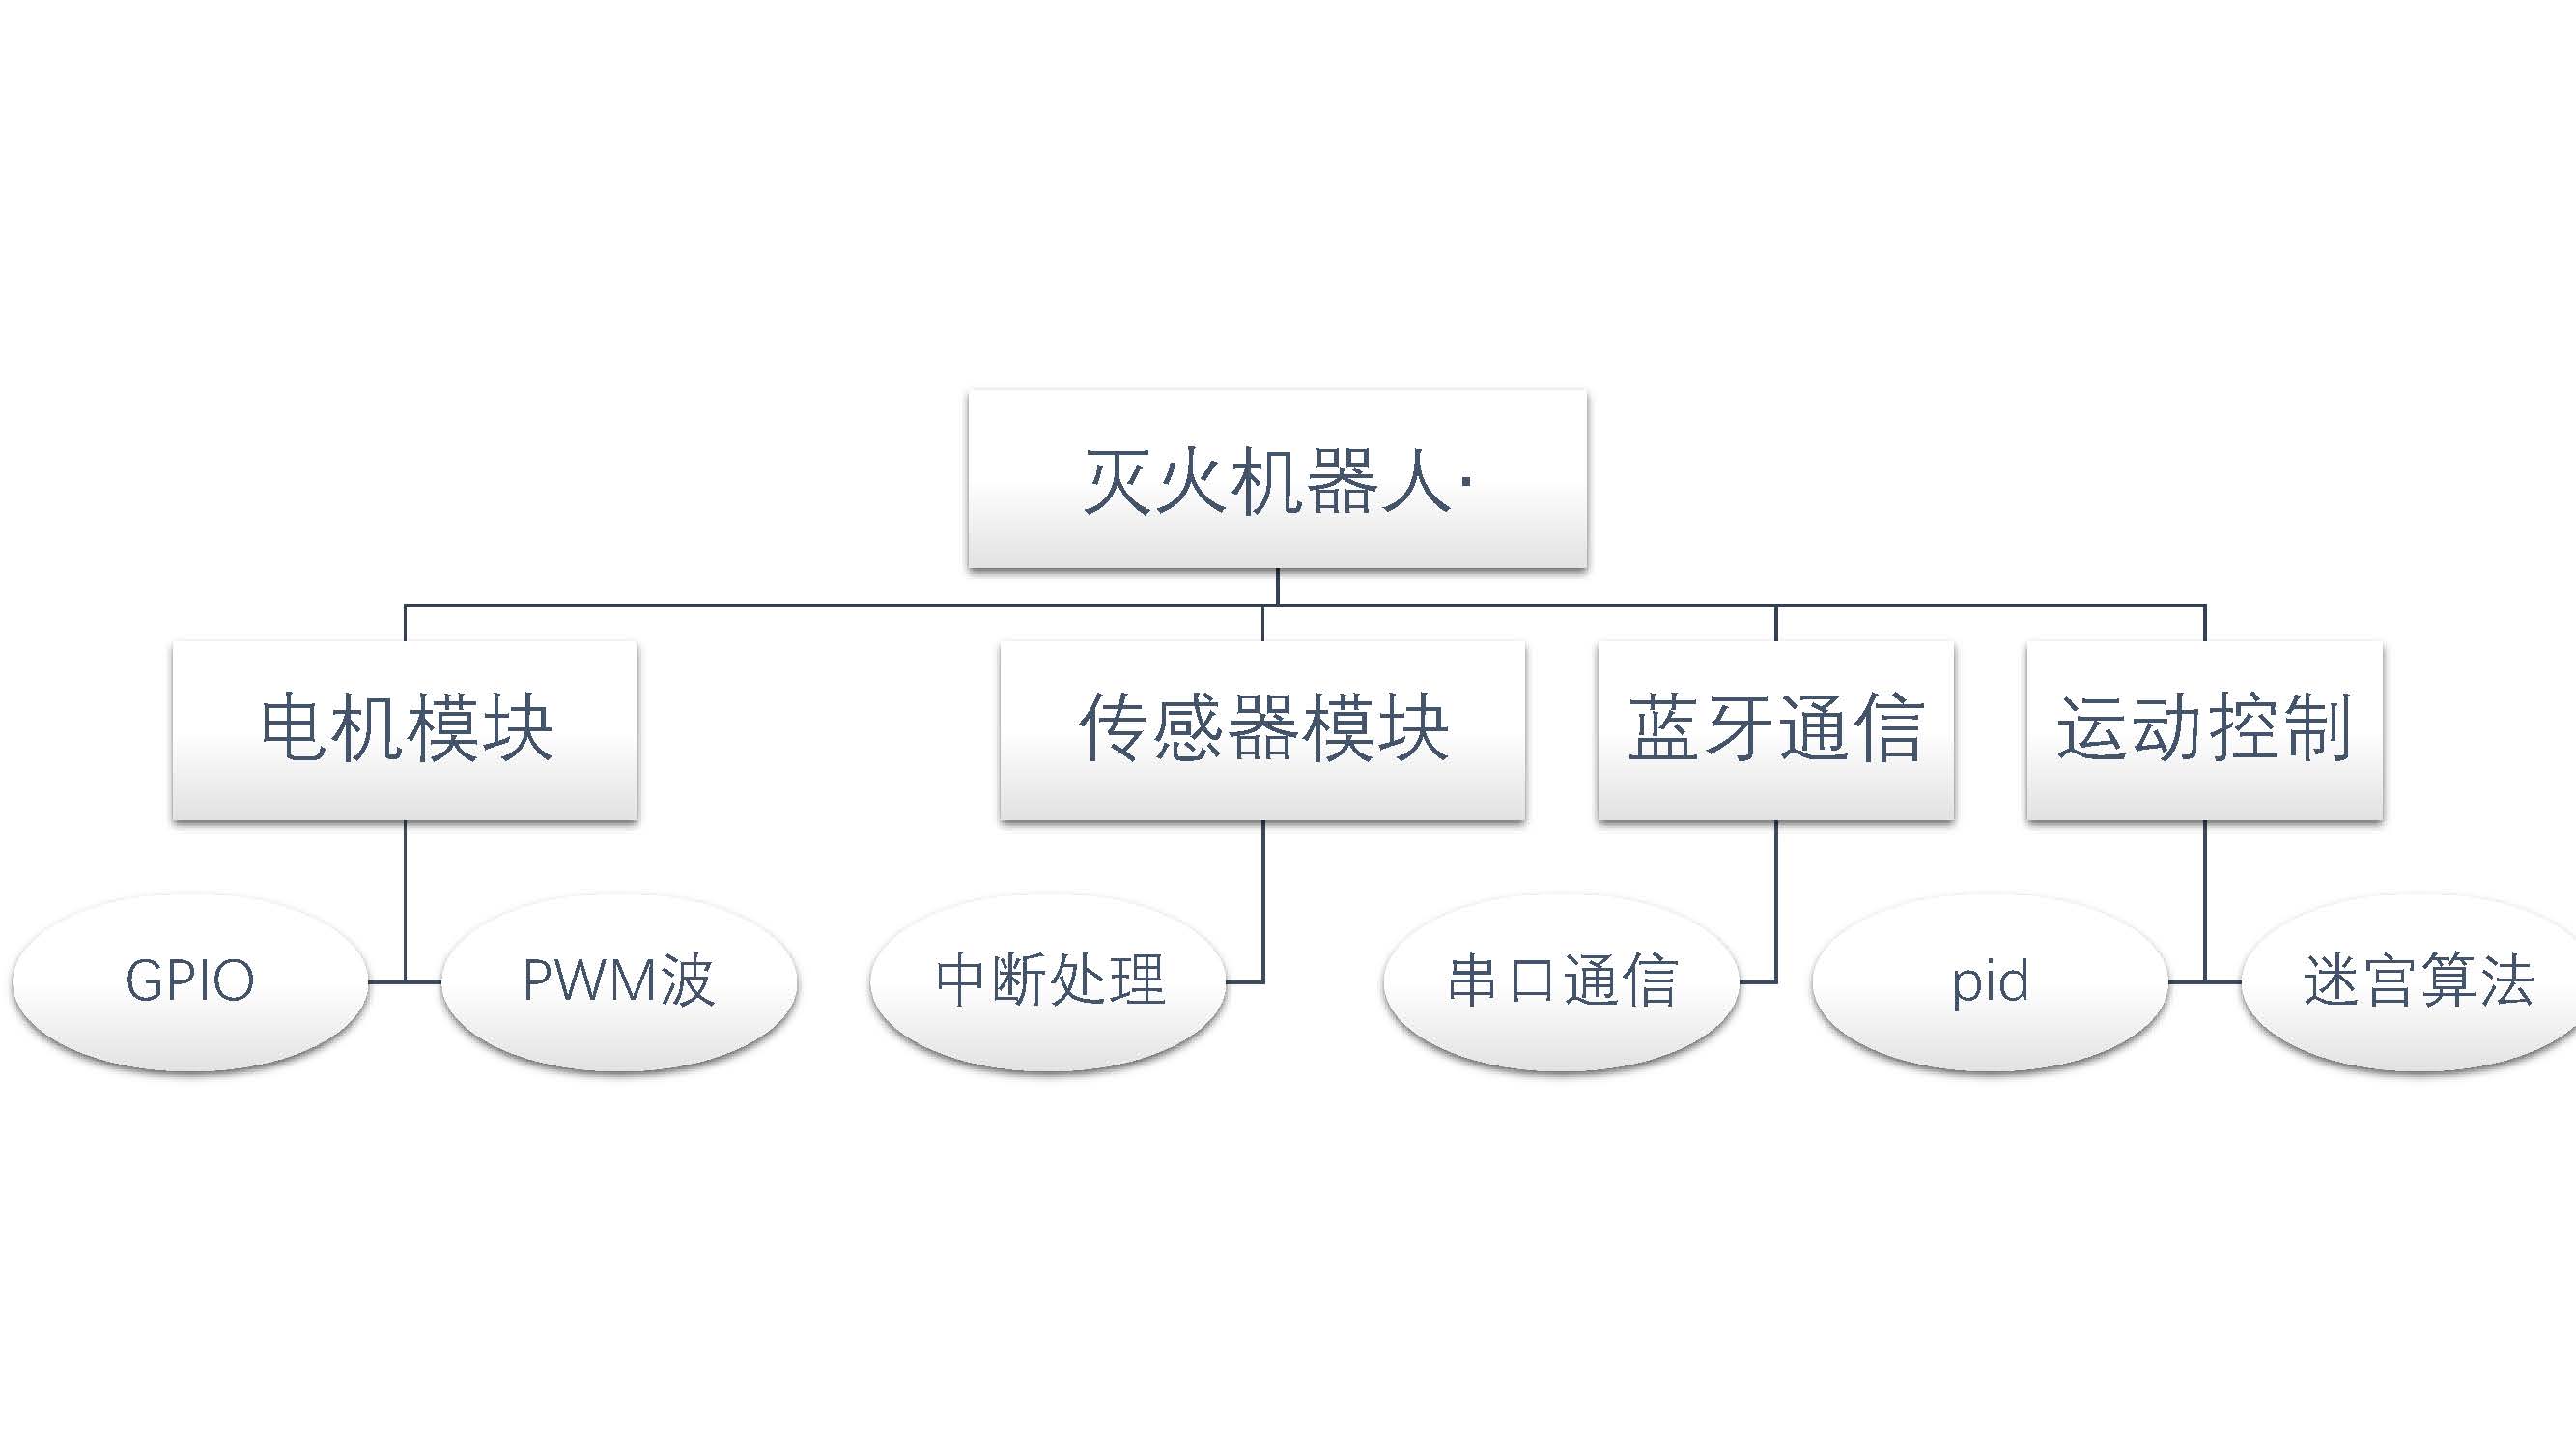 灭火机器人·
电机模块
传感器模块
蓝牙通信
运动控制
GPIO
PWM波
中断处理
串口通信
pid
迷宫算法